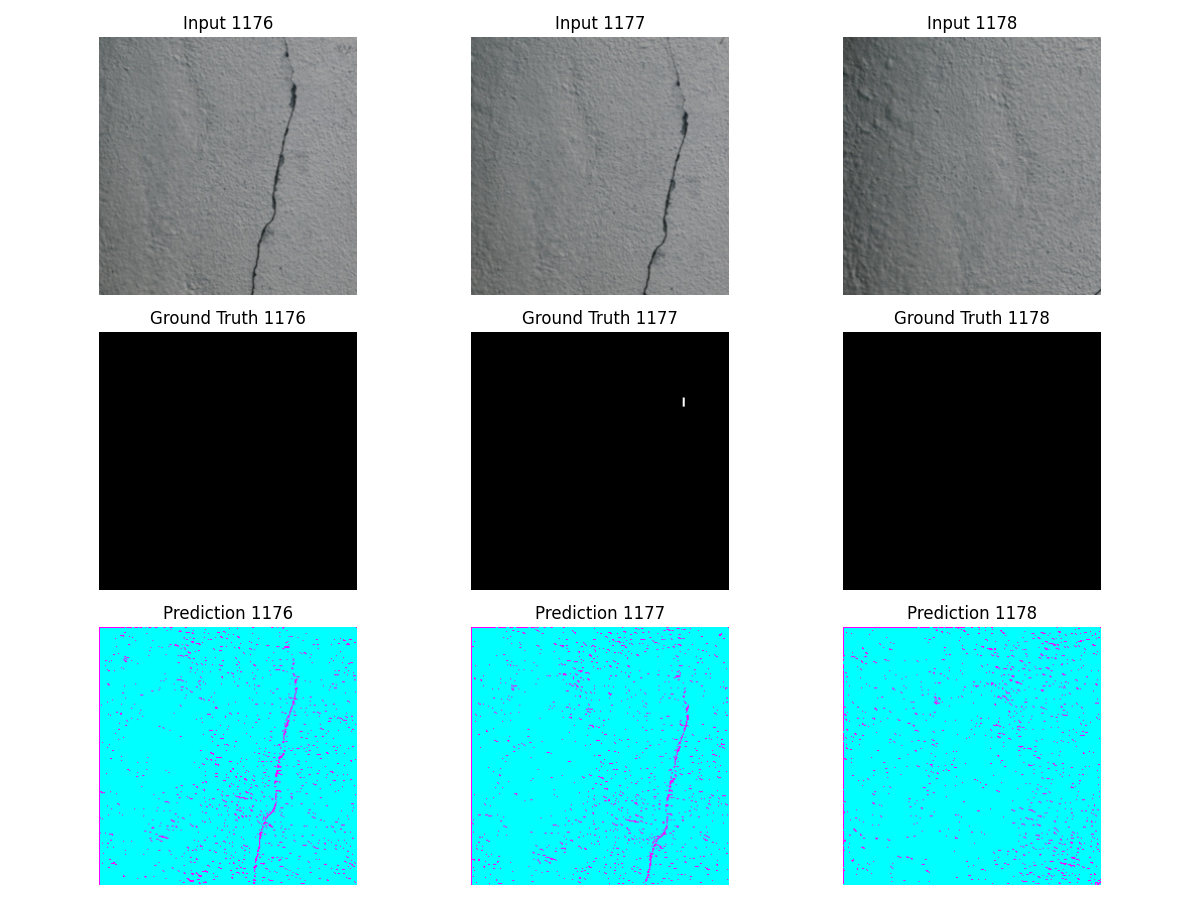 Input 1176
Input 1177
Input 1178
Ground Truth 1176
Ground Truth 1177
Ground Truth 1178
Prediction 1176
Prediction 1177
Prediction 1178